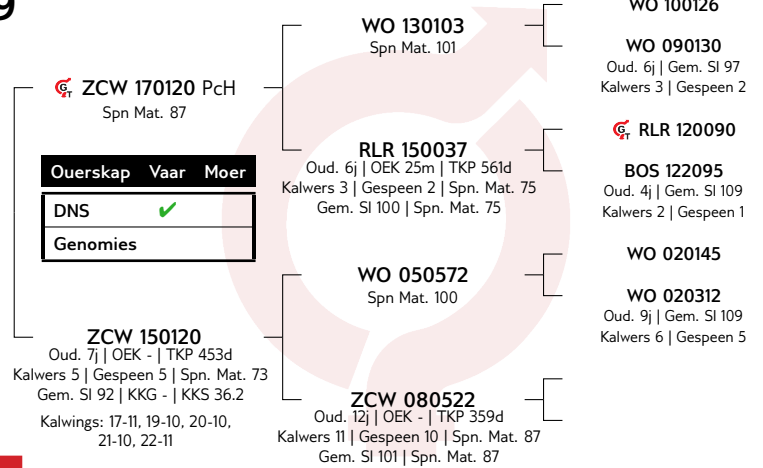 ZCW 170120 PcH
Spn Mat. 87
Ouerskap Vaar Moer
DNS ✔
Genomies
ZCW 150120
Oud. 7j | OEK - | TKP 453d
Kalwers 5 | Gespeen 5 | Spn. Mat. 73
Gem. SI 92 | KKG - | KKS 36.2
Kalwings: 17-11, 19-10, 20-10,
21-10, 22-11
WO 130103
Spn Mat. 101
RLR 150037
Oud. 6j | OEK 25m | TKP 561d
Kalwers 3 | Gespeen 2 | Spn. Mat. 75
Gem. SI 100 | Spn. Mat. 75
WO 050572
Spn Mat. 100
ZCW 080522
Oud. 12j | OEK - | TKP 359d
Kalwers 11 | Gespeen 10 | Spn. Mat. 87
Gem. SI 101 | Spn. Mat. 87
WO 100126
WO 090130
Oud. 6j | Gem. SI 97
Kalwers 3 | Gespeen 2
GT RLR 120090
BOS 122095
Oud. 4j | Gem. SI 109
Kalwers 2 | Gespeen 1
WO 020145
WO 020312
Oud. 9j | Gem. SI 109
Kalwers 6 | Gespeen 5